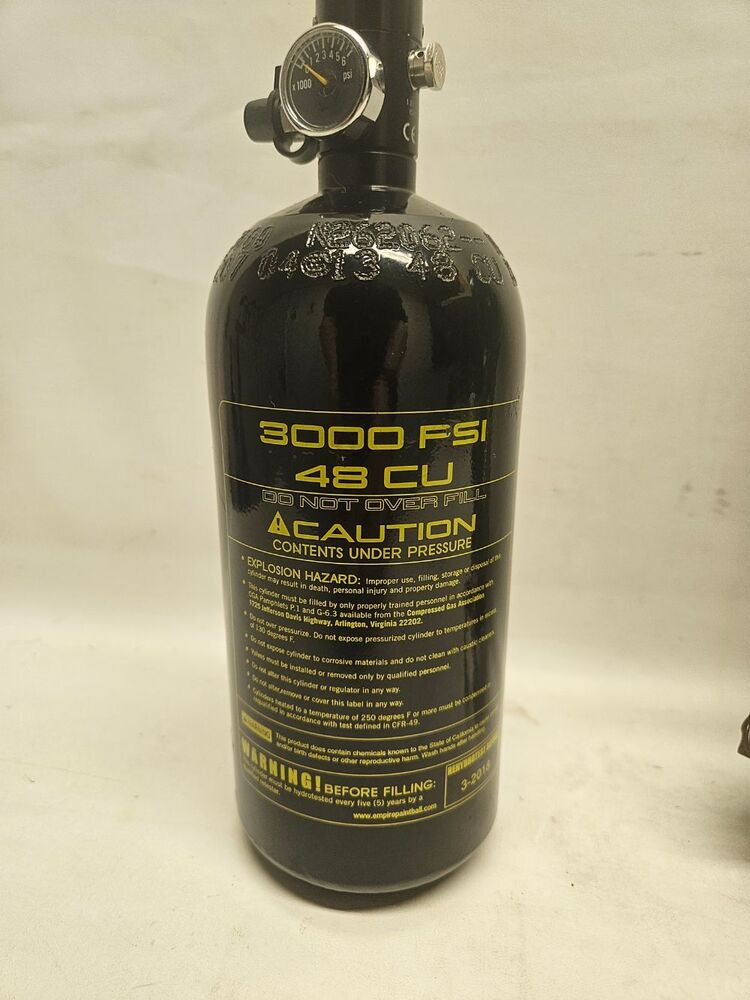 0 1 2 3 4 5 6
psi
x1000
CE
N262062--
04 13 48 CU
3000 PSI
48 CU
DO NOT OVER FILL
CAUTION
CONTENTS UNDER PRESSURE
• EXPLOSION HAZARD: Improper use, filling, storage or disposal of this
cylinder may result in death, personal injury and property damage.
• This cylinder must be filled by only properly trained personnel in accordance with
CGA Pamphlets P.1 and G-6.3 available from the Compressed Gas Association
1725 Jefferson Davis Highway, Arlington, Virginia 22202.
• Do not over pressurize. Do not expose pressurized cylinder to temperatures in excess
of 130 degrees F.
• Do not expose cylinder to corrosive materials and do not clean with caustic cleaners.
• Valves must be installed or removed only by qualified personnel.
• Do not alter this cylinder or regulator in any way.
• Do not alter,remove or cover this label in any way.
• Cylinders heated to a temperature of 250 degrees F or more must be condemned or
requalified in accordance with test defined in CFR-49.
WARNING This product does contain chemicals known to the State of California to cause
and/or birth defects or other reproductive harm. Wash hands after handling.
WARNING! BEFORE FILLING:
cylinder must be hydrotested every five (5) years by a
retester
www.empirepaintball.com
REHYDROTEST BEFORE
3-2018